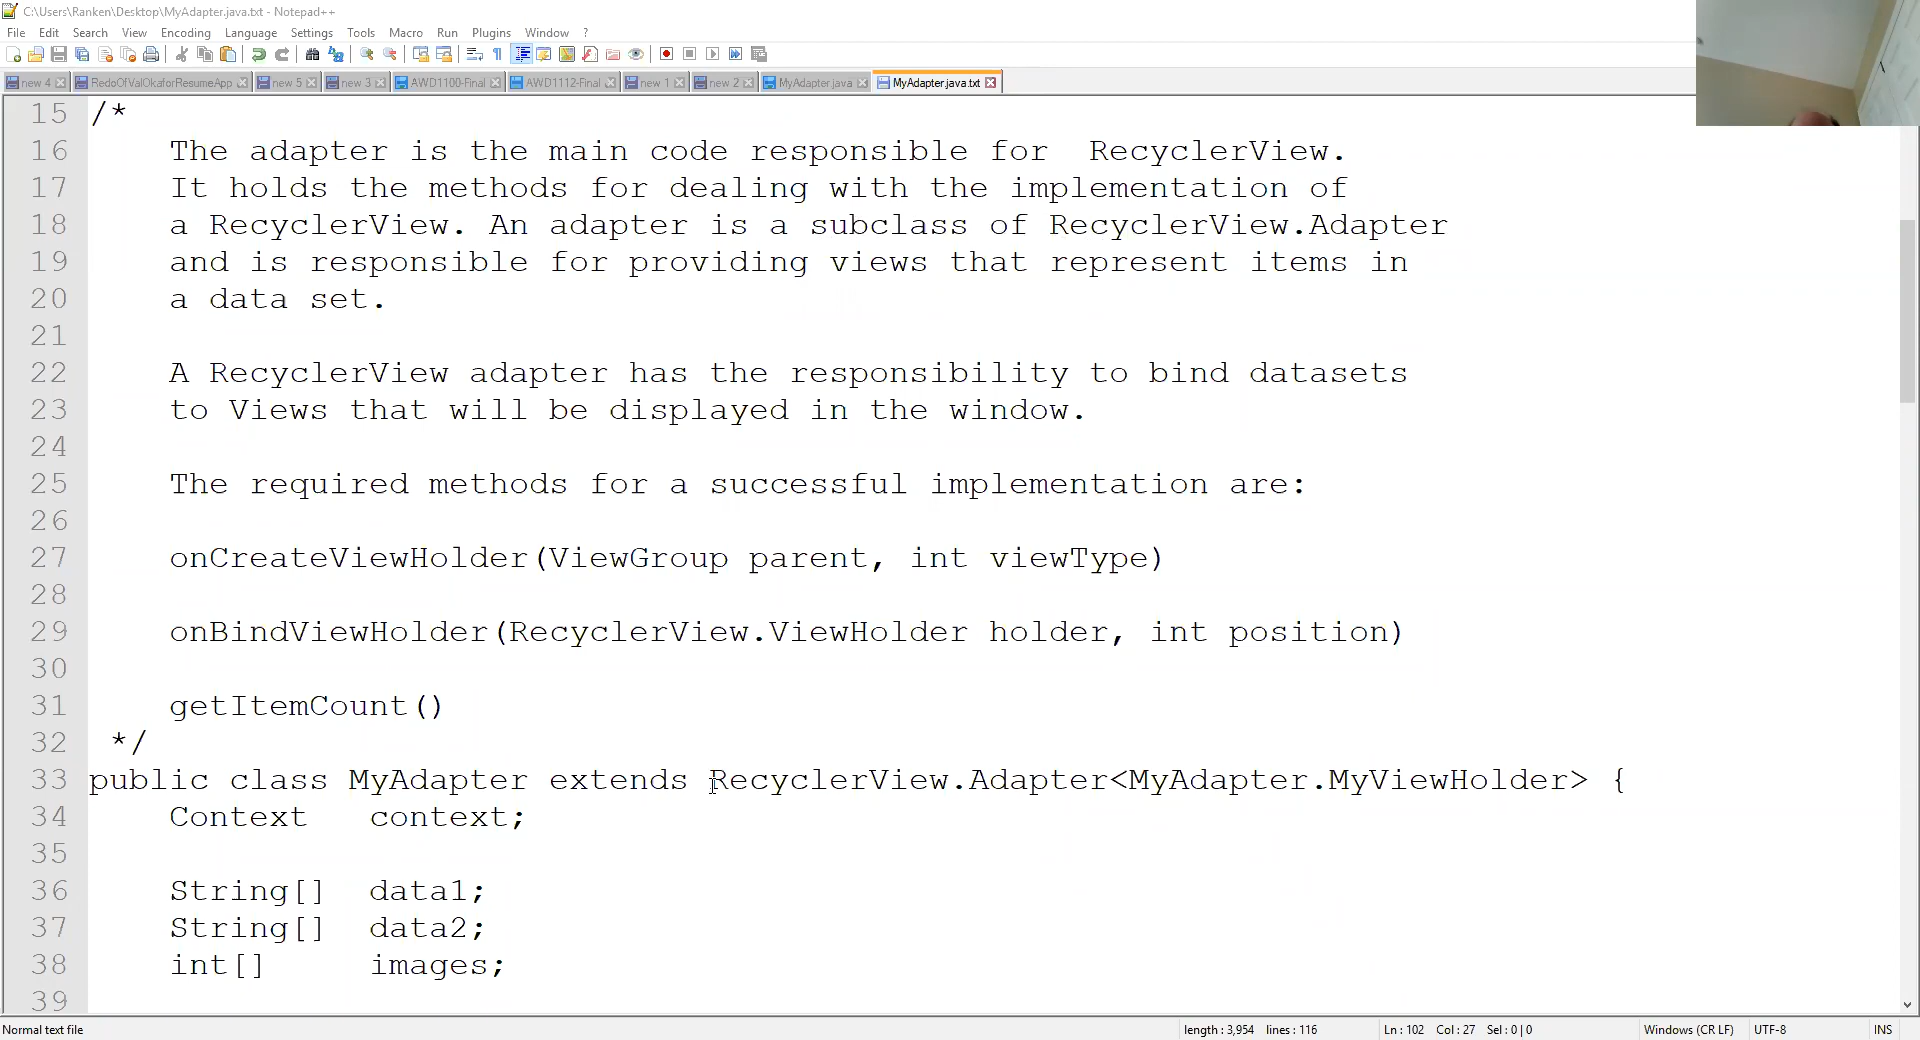 C:\Users\Ranken\Desktop\MyAdapter.java.txt - Notepad++
File Edit Search View Encoding Language Settings Tools Macro Run Plugins Window ?
new 4 RedoOfValOkaforResumeApp new 5 new 3 AWD1100-Final AWD1112-Final new 1 new 2 MyAdapter.java MyAdapter.java.txt
15 /*
16 The adapter is the main code responsible for  RecyclerView.
17 It holds the methods for dealing with the implementation of
18 a RecyclerView. An adapter is a subclass of RecyclerView.Adapter
19 and is responsible for providing views that represent items in
20 a data set.
21
22 A RecyclerView adapter has the responsibility to bind datasets
23 to Views that will be displayed in the window.
24
25 The required methods for a successful implementation are:
26
27 onCreateViewHolder(ViewGroup parent, int viewType)
28
29 onBindViewHolder(RecyclerView.ViewHolder holder, int position)
30
31 getItemCount()
32 */
33 public class MyAdapter extends RecyclerView.Adapter<MyAdapter.MyViewHolder> {
34 Context   context;
35
36 String[]  data1;
37 String[]  data2;
38 int[]     images;
39
Normal text file length : 3,954 lines : 116 Ln : 102 Col : 27 Sel : 0 | 0 Windows (CR LF) UTF-8 INS